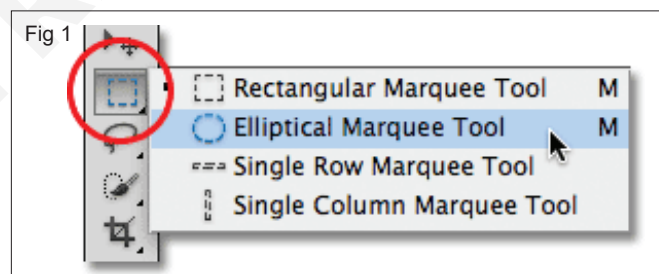 Fig 1
Rectangular Marquee Tool M
Elliptical Marquee Tool M
Single Row Marquee Tool
Single Column Marquee Tool